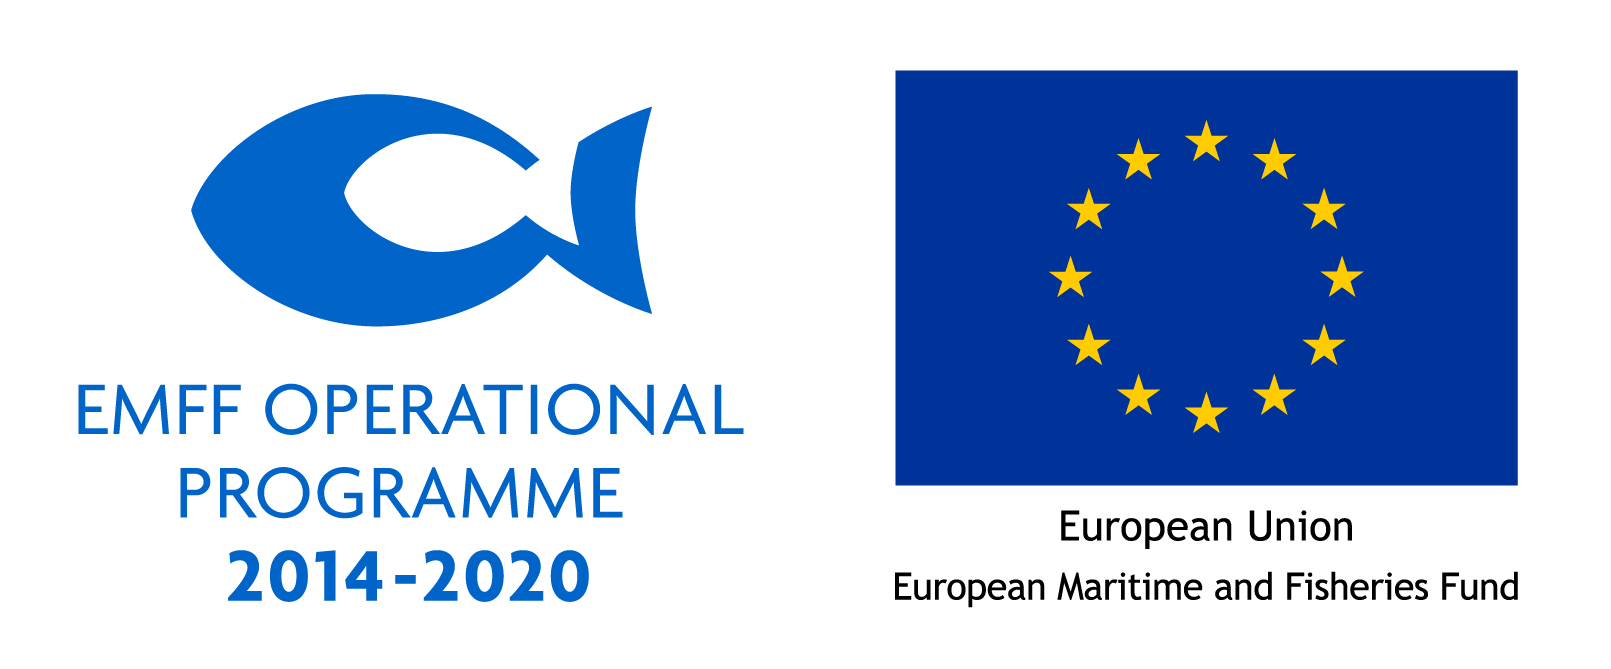 EMFF OPERATIONAL
PROGRAMME
2014-2020
European Union
European Maritime and Fisheries Fund